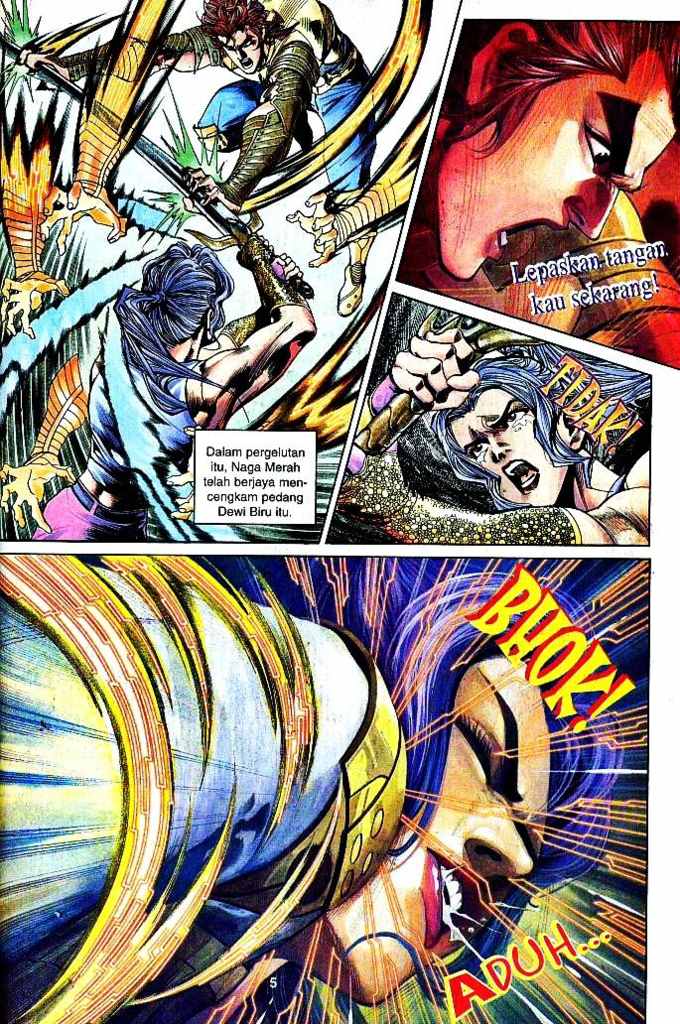 Lepaskan tangan
kau sekarang!
TIDAK!
Dalam pergelutan
itu, Naga Merah
telah berjaya men-
cengkam pedang
Dewi Biru itu.
BHOK!
ADUH...
5